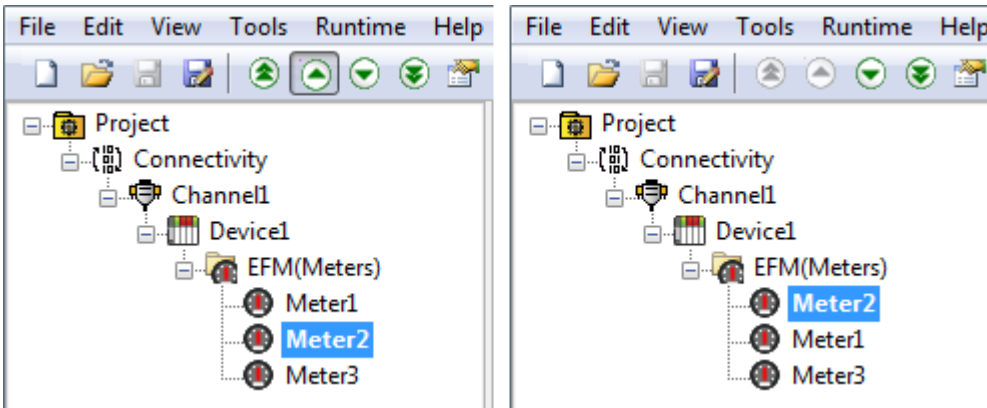 File Edit View Tools Runtime Help
Project
Connectivity
Channel1
Device1
EFM(Meters)
Meter1
Meter2
Meter3
File Edit View Tools Runtime Help
Project
Connectivity
Channel1
Device1
EFM(Meters)
Meter2
Meter1
Meter3